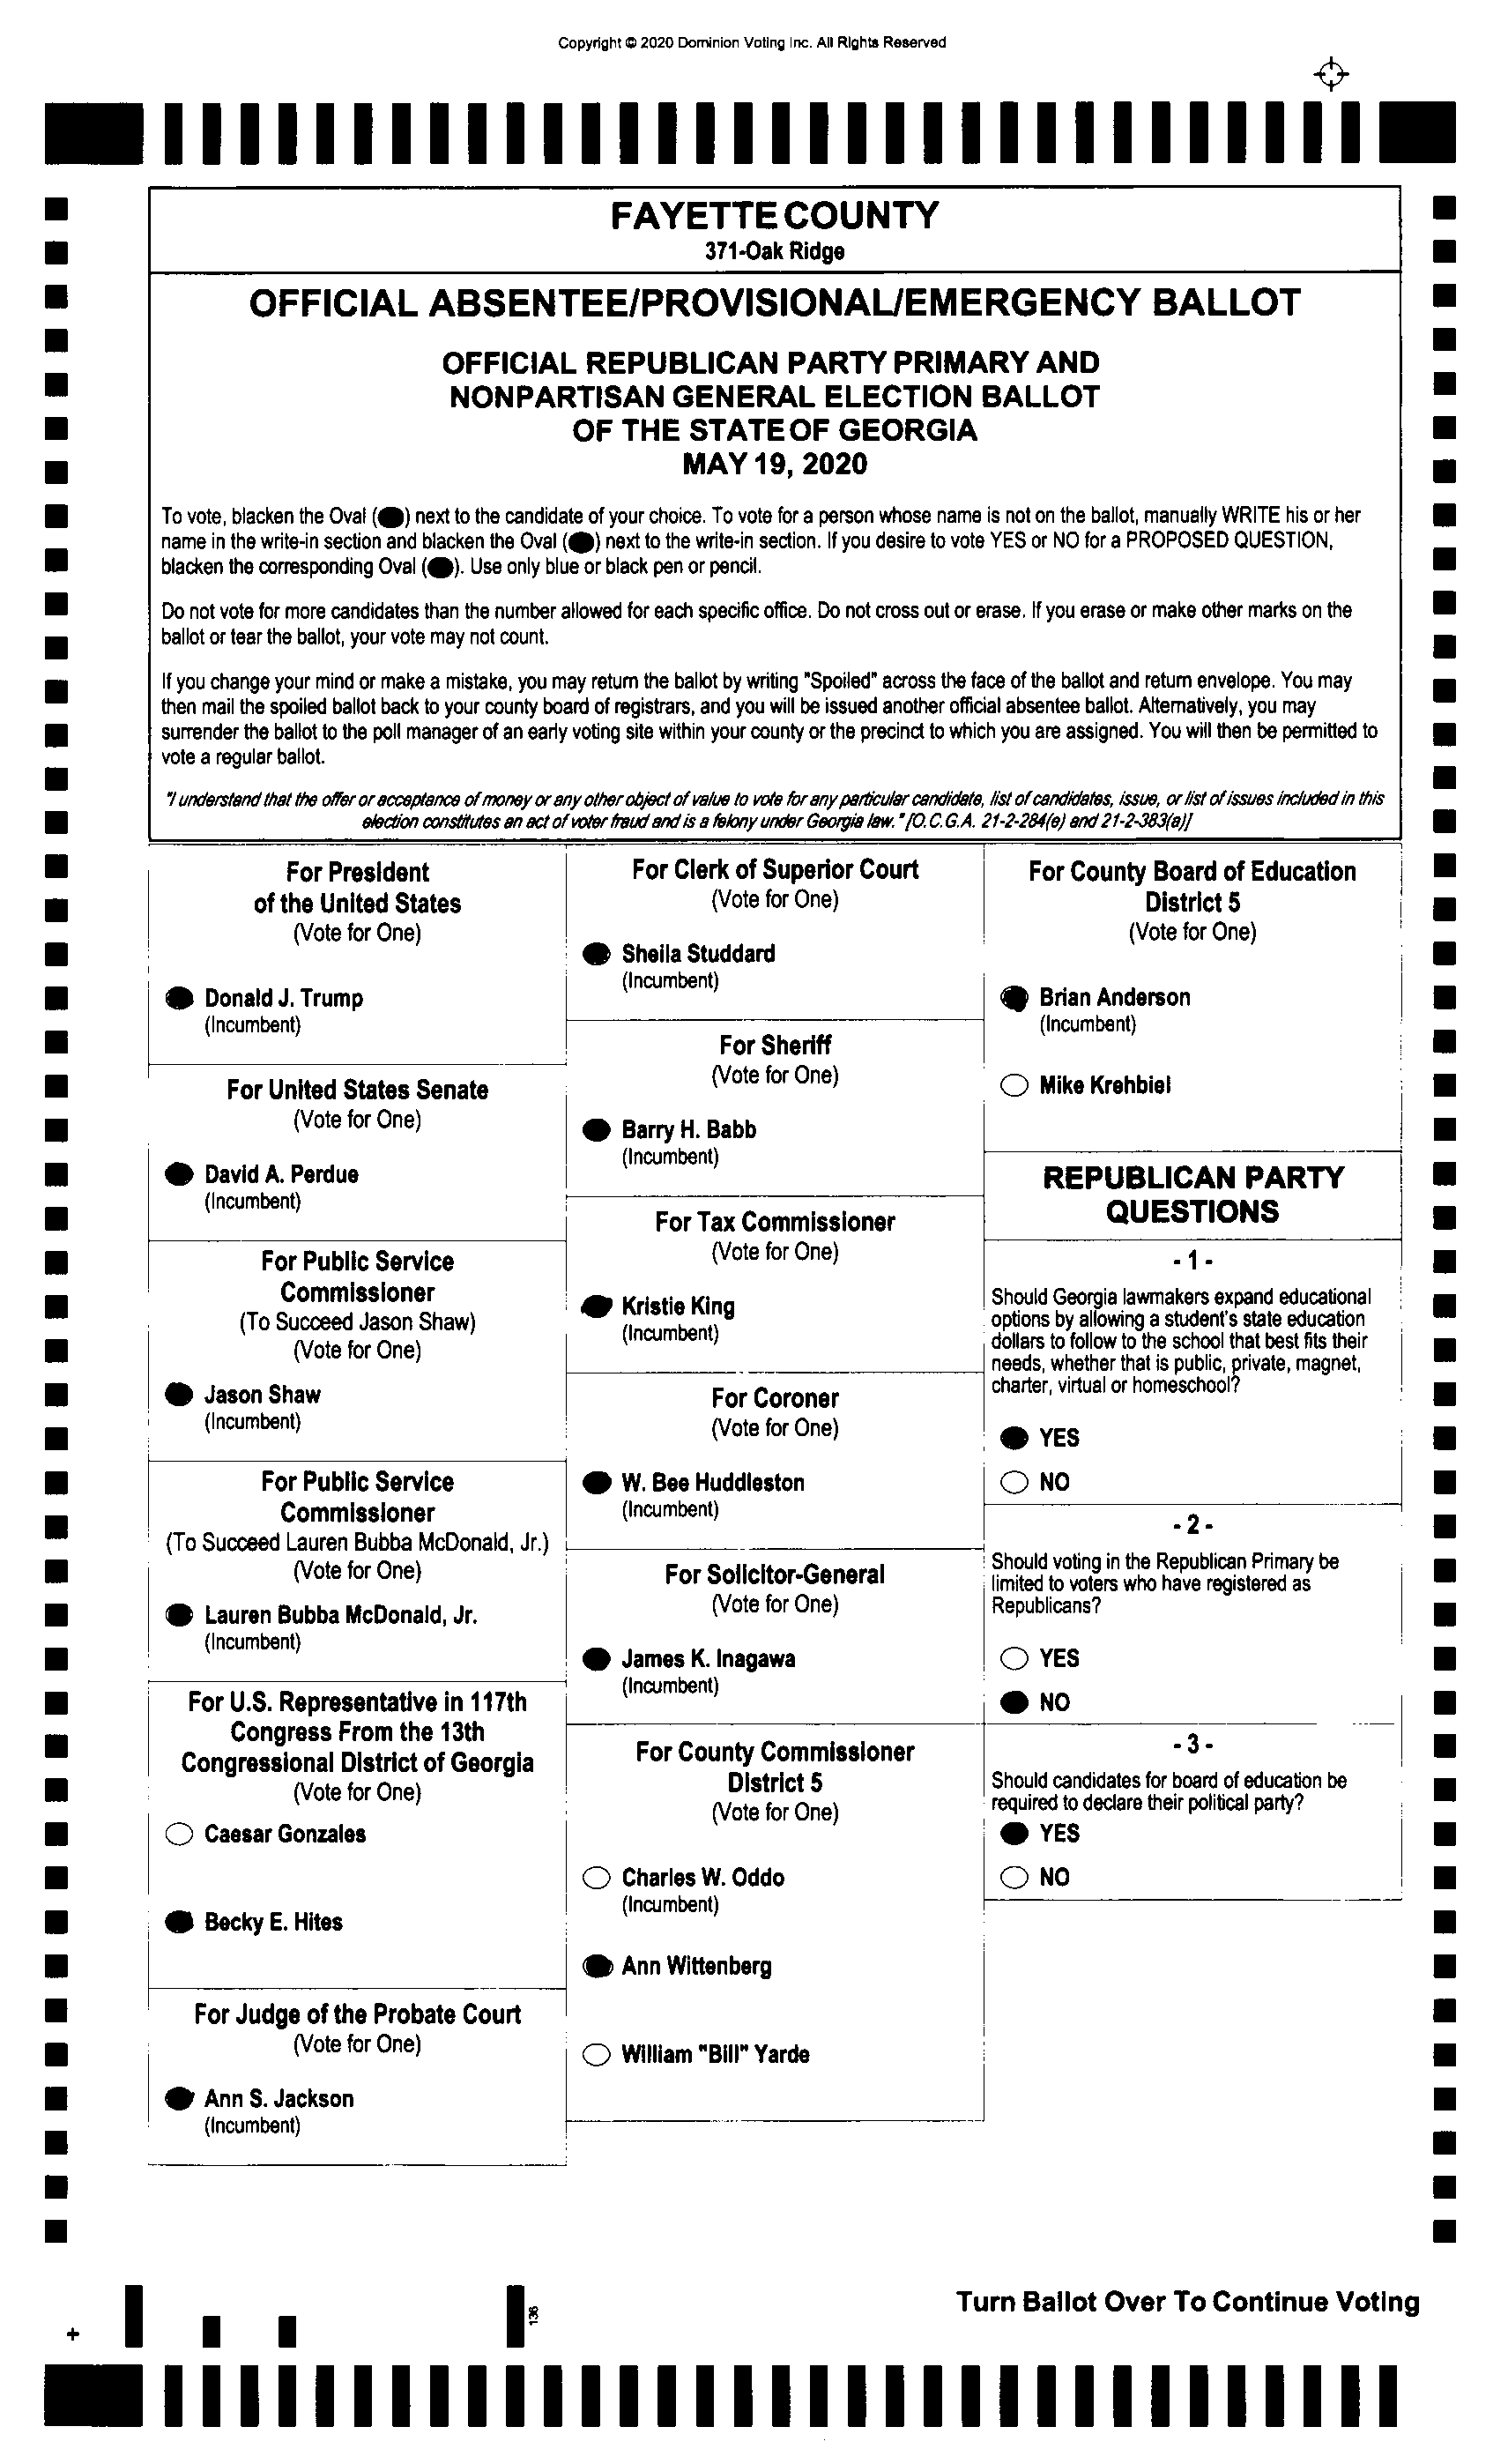 Copyright © 2020 Dominion Voting Inc. All Rights Reserved
FAYETTE COUNTY
371-Oak Ridge
OFFICIAL ABSENTEE/PROVISIONAL/EMERGENCY BALLOT
OFFICIAL REPUBLICAN PARTY PRIMARY AND
NONPARTISAN GENERAL ELECTION BALLOT
OF THE STATE OF GEORGIA
MAY 19, 2020
To vote, blacken the Oval ( ) next to the candidate of your choice. To vote for a person whose name is not on the ballot, manually WRITE his or her
name in the write-in section and blacken the Oval ( ) next to the write-in section. If you desire to vote YES or NO for a PROPOSED QUESTION,
blacken the corresponding Oval ( ). Use only blue or black pen or pencil.
Do not vote for more candidates than the number allowed for each specific office. Do not cross out or erase. If you erase or make other marks on the
ballot or tear the ballot, your vote may not count.
If you change your mind or make a mistake, you may return the ballot by writing "Spoiled" across the face of the ballot and return envelope. You may
then mail the spoiled ballot back to your county board of registrars, and you will be issued another official absentee ballot. Alternatively, you may
surrender the ballot to the poll manager of an early voting site within your county or the precinct to which you are assigned. You will then be permitted to
vote a regular ballot.
"I understand that the offer or acceptance of money or any other object of value to vote for any particular candidate, list of candidates, issue, or list of issues included in this
election constitutes an act of voter fraud and is a felony under Georgia law." [O.C.G.A. 21-2-284(e) and 21-2-383(a)]
For President
of the United States
(Vote for One)
Donald J. Trump
(Incumbent)
For United States Senate
(Vote for One)
David A. Perdue
(Incumbent)
For Public Service
Commissioner
(To Succeed Jason Shaw)
(Vote for One)
Jason Shaw
(Incumbent)
For Public Service
Commissioner
(To Succeed Lauren Bubba McDonald, Jr.)
(Vote for One)
Lauren Bubba McDonald, Jr.
(Incumbent)
For U.S. Representative in 117th
Congress From the 13th
Congressional District of Georgia
(Vote for One)
Caesar Gonzales
Becky E. Hites
For Judge of the Probate Court
(Vote for One)
Ann S. Jackson
(Incumbent)
For Clerk of Superior Court
(Vote for One)
Sheila Studdard
(Incumbent)
For Sheriff
(Vote for One)
Barry H. Babb
(Incumbent)
For Tax Commissioner
(Vote for One)
Kristie King
(Incumbent)
For Coroner
(Vote for One)
W. Bee Huddleston
(Incumbent)
For Solicitor-General
(Vote for One)
James K. Inagawa
(Incumbent)
For County Commissioner
District 5
(Vote for One)
Charles W. Oddo
(Incumbent)
Ann Wittenberg
William "Bill" Yarde
For County Board of Education
District 5
(Vote for One)
Brian Anderson
(Incumbent)
Mike Krehbiel
REPUBLICAN PARTY
QUESTIONS
- 1 -
Should Georgia lawmakers expand educational
options by allowing a student's state education
dollars to follow to the school that best fits their
needs, whether that is public, private, magnet,
charter, virtual or homeschool?
YES
NO
- 2 -
Should voting in the Republican Primary be
limited to voters who have registered as
Republicans?
YES
NO
- 3 -
Should candidates for board of education be
required to declare their political party?
YES
NO
136
Turn Ballot Over To Continue Voting